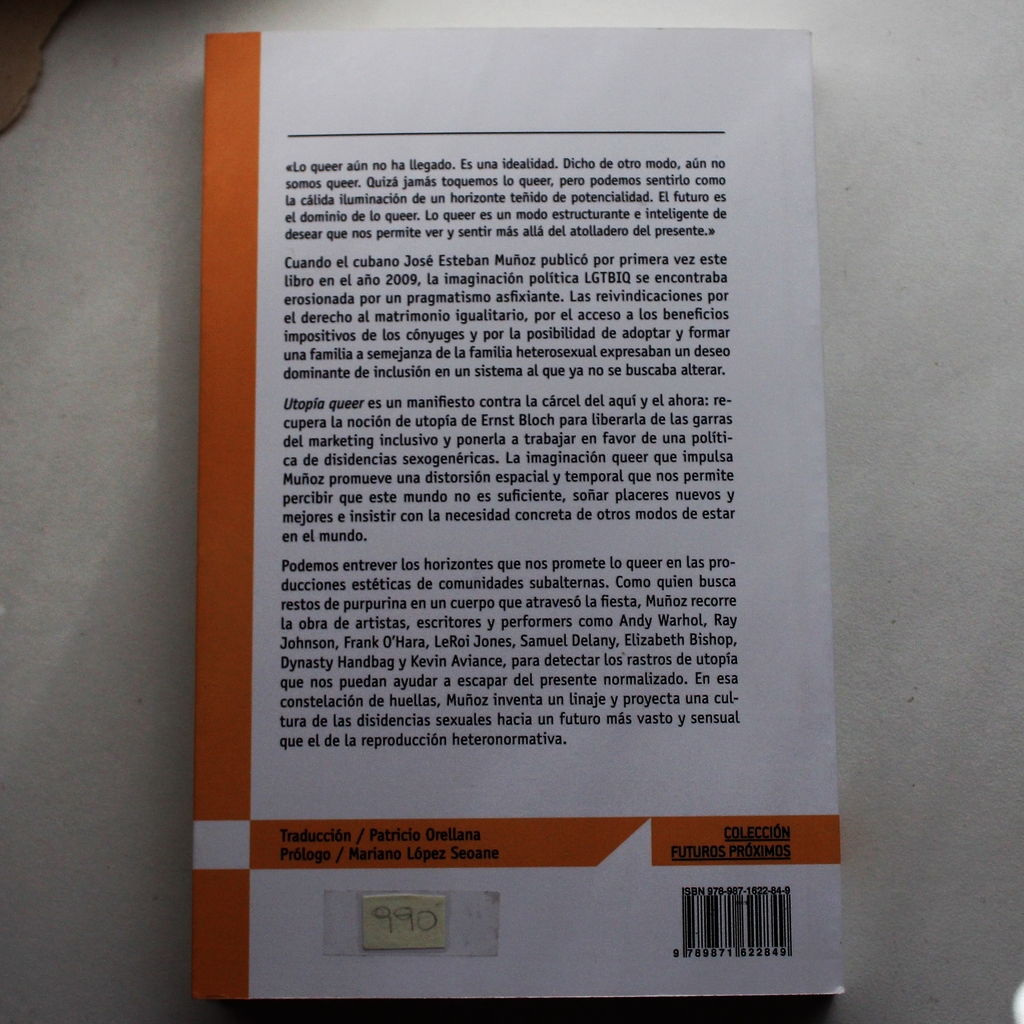 «Lo queer aún no ha llegado. Es una idealidad. Dicho de otro modo, aún no
somos queer. Quizá jamás toquemos lo queer, pero podemos sentirlo como
la cálida iluminación de un horizonte teñido de potencialidad. El futuro es
el dominio de lo queer. Lo queer es un modo estructurante e inteligente de
desear que nos permite ver y sentir más allá del atolladero del presente.»
Cuando el cubano José Esteban Muñoz publicó por primera vez este
libro en el año 2009, la imaginación política LGTBIQ se encontraba
erosionada por un pragmatismo asfixiante. Las reivindicaciones por
el derecho al matrimonio igualitario, por el acceso a los beneficios
impositivos de los cónyuges y por la posibilidad de adoptar y formar
una familia a semejanza de la familia heterosexual expresaban un deseo
dominante de inclusión en un sistema al que ya no se buscaba alterar.
Utopía queer es un manifiesto contra la cárcel del aquí y el ahora: re-
cupera la noción de utopía de Ernst Bloch para liberarla de las garras
del marketing inclusivo y ponerla a trabajar en favor de una políti-
ca de disidencias sexogenéricas. La imaginación queer que impulsa
Muñoz promueve una distorsión espacial y temporal que nos permite
percibir que este mundo no es suficiente, soñar placeres nuevos y
mejores e insistir con la necesidad concreta de otros modos de estar
en el mundo.
Podemos entrever los horizontes que nos promete lo queer en las pro-
ducciones estéticas de comunidades subalternas. Como quien busca
restos de purpurina en un cuerpo que atravesó la fiesta, Muñoz recorre
la obra de artistas, escritores y performers como Andy Warhol, Ray
Johnson, Frank O'Hara, LeRoi Jones, Samuel Delany, Elizabeth Bishop,
Dynasty Handbag y Kevin Aviance, para detectar los rastros de utopía
que nos puedan ayudar a escapar del presente normalizado. En esa
constelación de huellas, Muñoz inventa un linaje y proyecta una cul-
tura de las disidencias sexuales hacia un futuro más vasto y sensual
que el de la reproducción heteronormativa.
Traducción / Patricio Orellana
Prólogo / Mariano López Seoane
COLECCIÓN
FUTUROS PRÓXIMOS
990
ISBN 978-987-1622-84-9
9 789871 622849